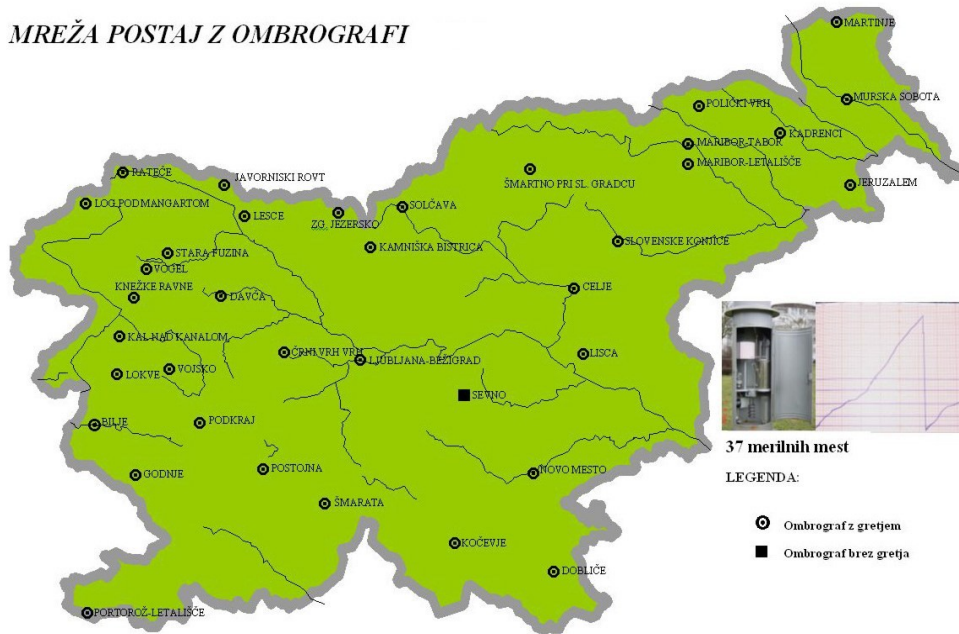 MREŽA POSTAJ Z OMBROGRAFI
MARTINJE
MURSKA SOBOTA
POLIČKI VRH
KADRENCI
MARIBOR-TABOR
MARIBOR-LETALIŠČE
JERUZALEM
ŠMARTNO PRI SL. GRADCU
RATEČE
JAVORNIŠKI ROVT
LOG POD MANGARTOM
LESCE
ZG. JEZERSKO
SOLČAVA
KAMNIŠKA BISTRICA
SLOVENSKE KONJICE
STARA FUZINA
VOGEL
KNEŽKE RAVNE
DAVČA
CELJE
KAL NAD KANALOM
ČRNI VRH VRH
LJUBLJANA-BEŽIGRAD
LISCA
LOKVE
VOJSKO
SEVNO
BILJE
PODKRAJ
37 merilnih mest
GODNJE
POSTOJNA
NOVO MESTO
LEGENDA:
ŠMARATA
Ombrograf z gretjem
KOČEVJE
Ombrograf brez gretja
DOBLIČE
PORTOROŽ-LETALIŠČE